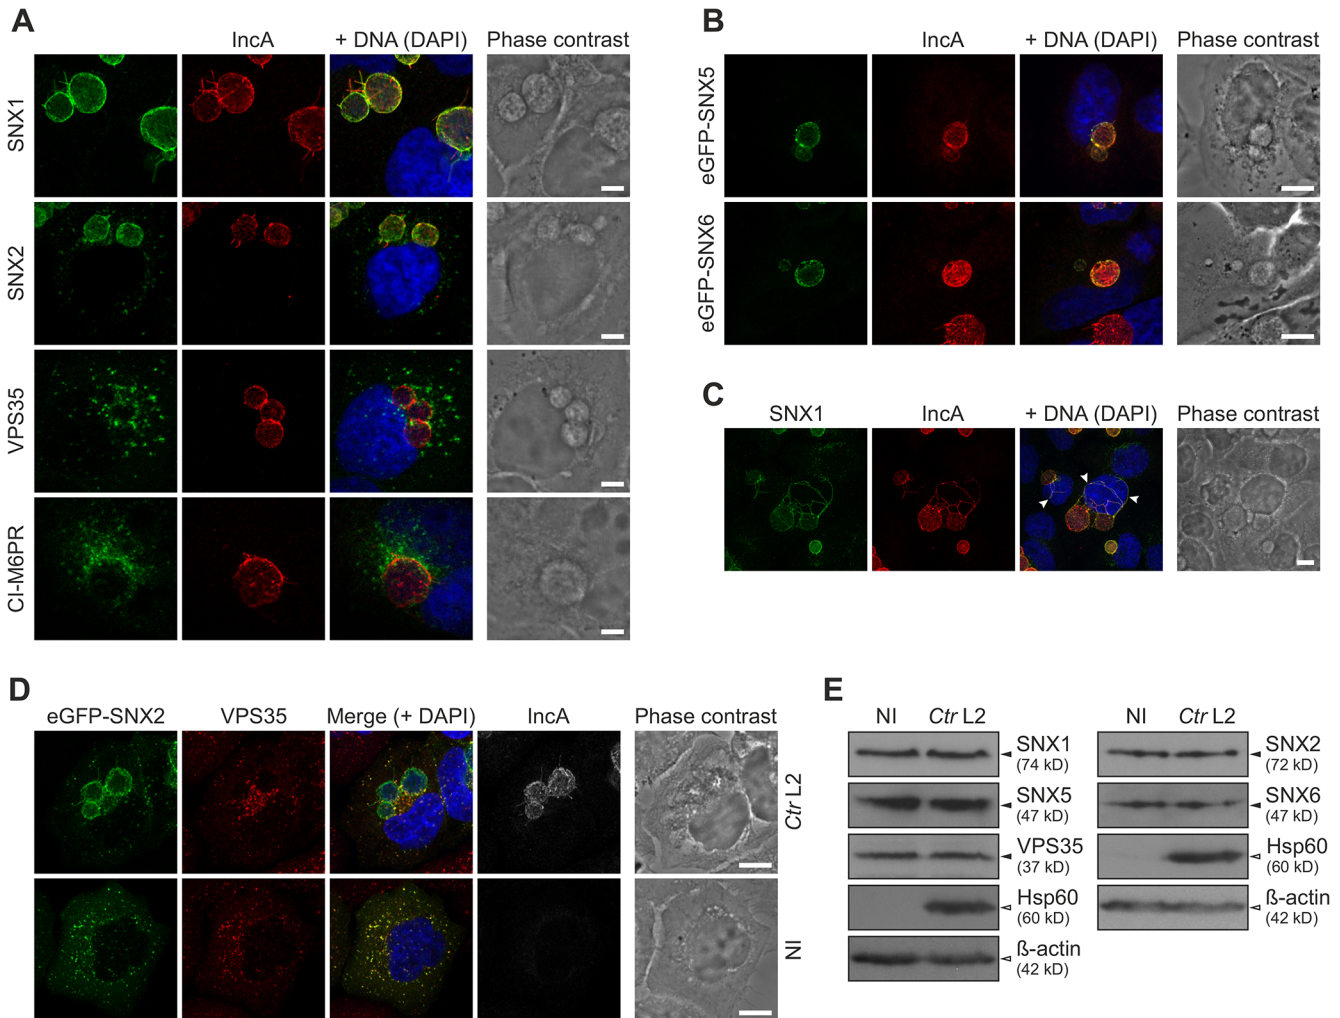 A
IncA
+ DNA (DAPI)
Phase contrast
SNX1
SNX2
VPS35
CI-M6PR
B
IncA
+ DNA (DAPI)
Phase contrast
eGFP-SNX5
eGFP-SNX6
C
SNX1
IncA
+ DNA (DAPI)
Phase contrast
D
eGFP-SNX2
VPS35
Merge (+ DAPI)
IncA
Phase contrast
Ctr L2
NI
E
NI
Ctr L2
SNX1
(74 kD)
SNX5
(47 kD)
VPS35
(37 kD)
Hsp60
(60 kD)
ß-actin
(42 kD)
NI
Ctr L2
SNX2
(72 kD)
SNX6
(47 kD)
Hsp60
(60 kD)
ß-actin
(42 kD)